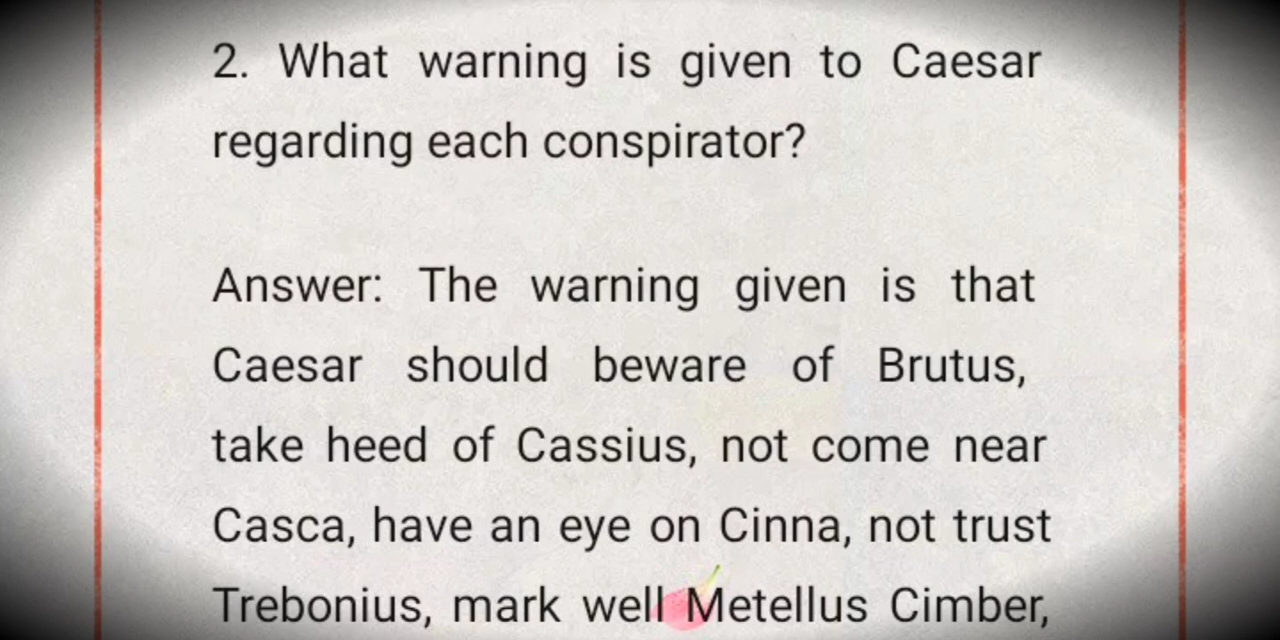 2. What warning is given to Caesar
regarding each conspirator?
Answer: The warning given is that
Caesar should beware of Brutus,
take heed of Cassius, not come near
Casca, have an eye on Cinna, not trust
Trebonius, mark well Metellus Cimber,